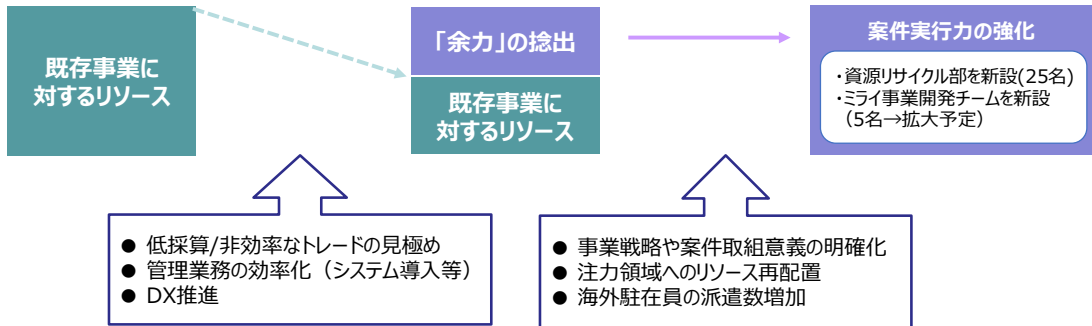 既存事業に
対するリソース
「余力」の捻出
既存事業に
対するリソース
案件実行力の強化
・資源リサイクル部を新設(25名)
・ミライ事業開発チームを新設
（5名→拡大予定）
● 低採算/非効率なトレードの見極め
● 管理業務の効率化（システム導入等）
● DX推進
● 事業戦略や案件取組意義の明確化
● 注力領域へのリソース再配置
● 海外駐在員の派遣数増加